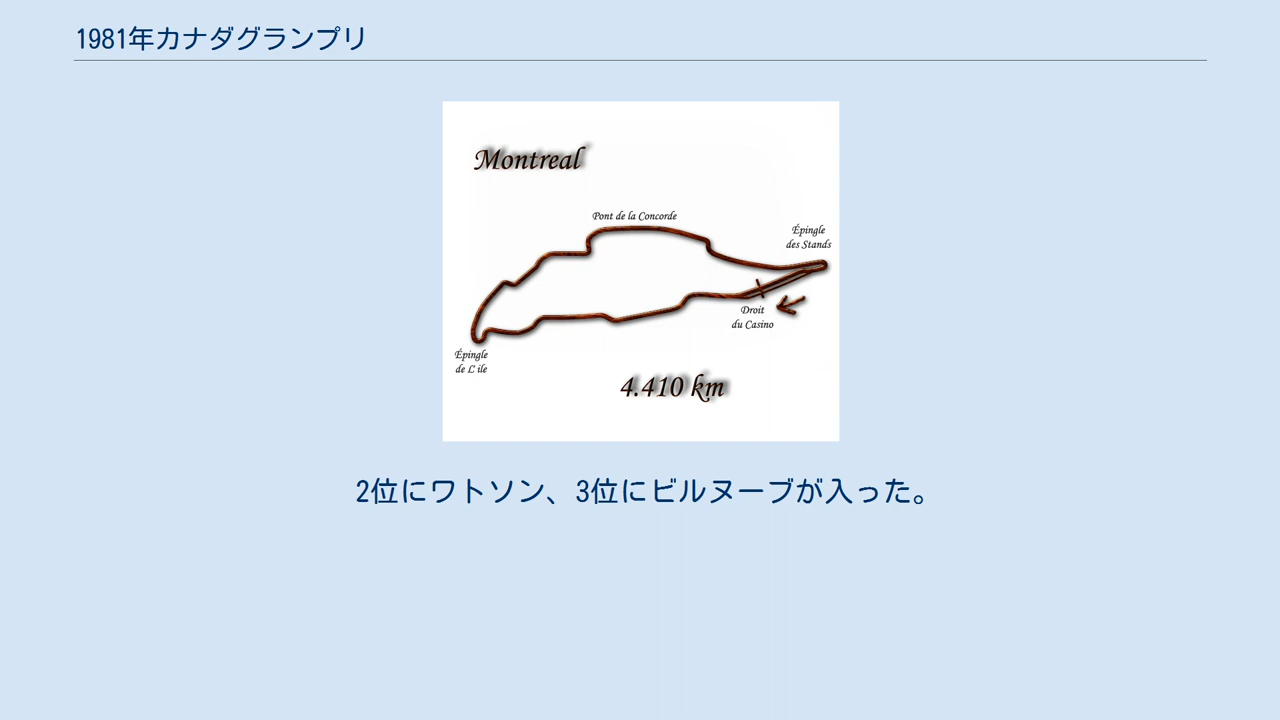 1981年カナダグランプリ
Montreal
Pont de la Concorde
Épingle
des Stands
Droit
du Casino
Épingle
de L' ile
4.410 km
2位にワトソン、3位にビルヌーブが入った。